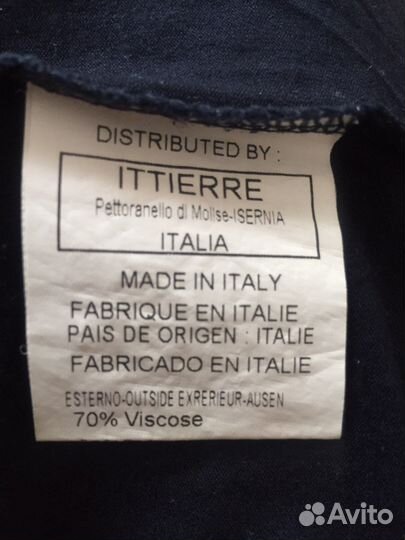 DISTRIBUTED BY :
ITTIERRE
Pettoranello di Molise-ISERNIA
ITALIA
MADE IN ITALY
FABRIQUE EN ITALIE
PAIS DE ORIGEN : ITALIE
FABRICADO EN ITALIE
ESTERNO-OUTSIDE EXRERIEUR-AUSEN
70% Viscose
Avito